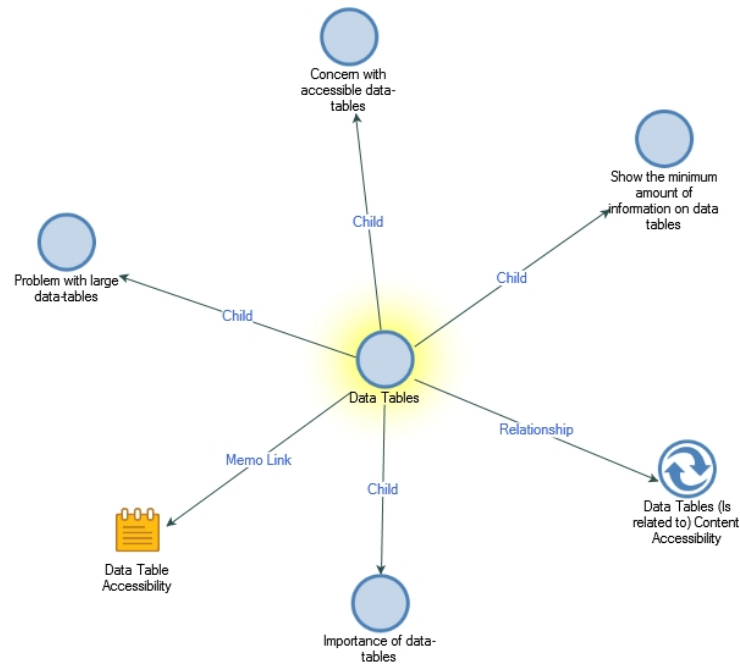 Concern with
accessible data-
tables
Show the minimum
amount of
information on data
tables
Child
Child
Problem with large
data-tables
Child
Data Tables
Relationship
Memo Link
Child
Data Tables (Is
related to) Content
Accessibility
Data Table
Accessibility
Importance of data-
tables